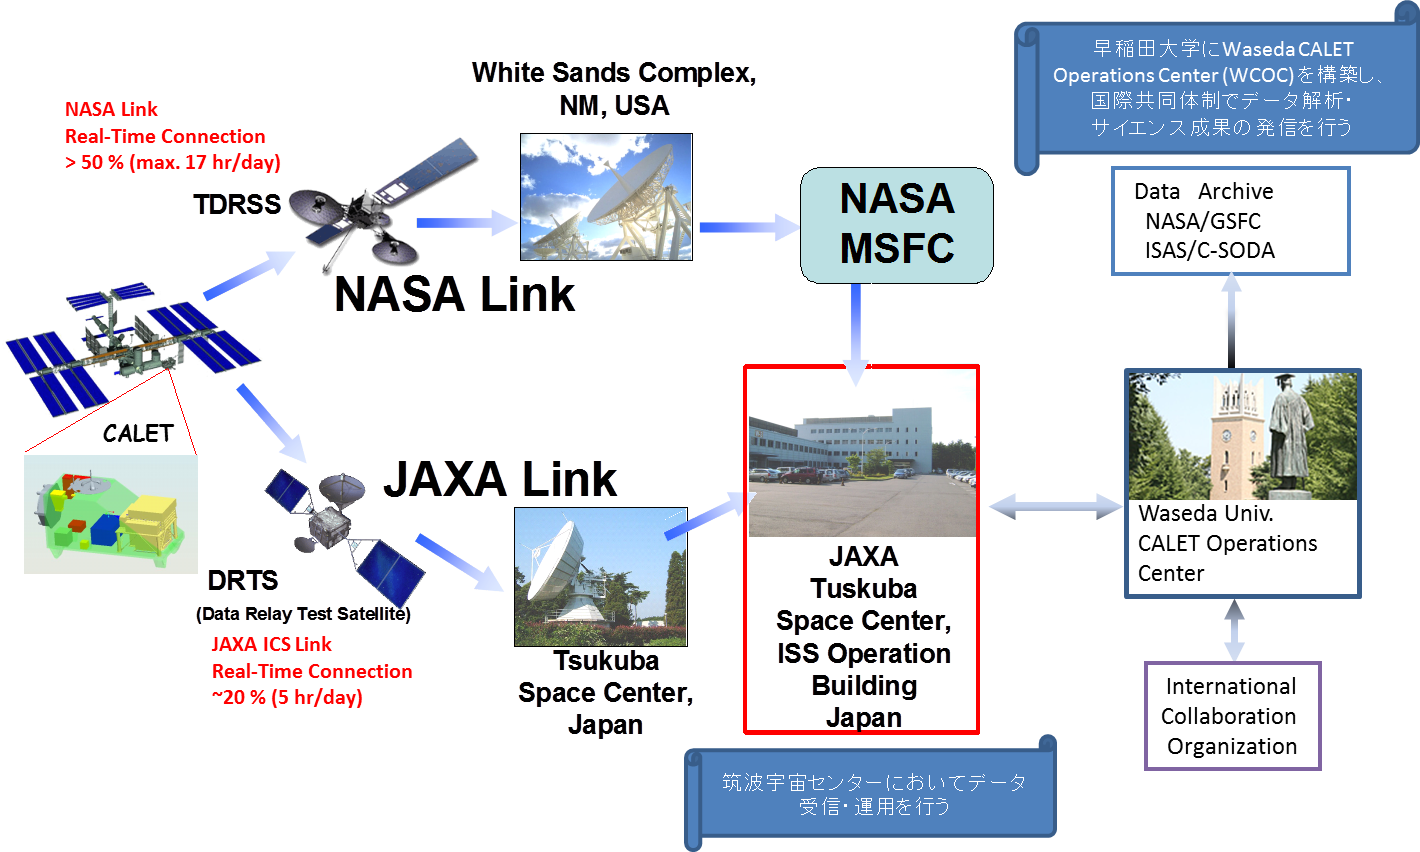 White Sands Complex,
NM, USA
NASA Link
Real-Time Connection
> 50 % (max. 17 hr/day)
TDRSS
NASA Link
NASA
MSFC
早稲田大学にWaseda CALET
Operations Center (WCOC)を構築し、
国際共同体制でデータ解析・
サイエンス成果の発信を行う
Data Archive
NASA/GSFC
ISAS/C-SODA
CALET
JAXA Link
DRTS
(Data Relay Test Satellite)
JAXA ICS Link
Real-Time Connection
~20 % (5 hr/day)
Tsukuba
Space Center,
Japan
JAXA
Tuskuba
Space Center,
ISS Operation
Building
Japan
Waseda Univ.
CALET Operations
Center
International
Collaboration
Organization
筑波宇宙センターにおいてデータ
受信・運用を行う